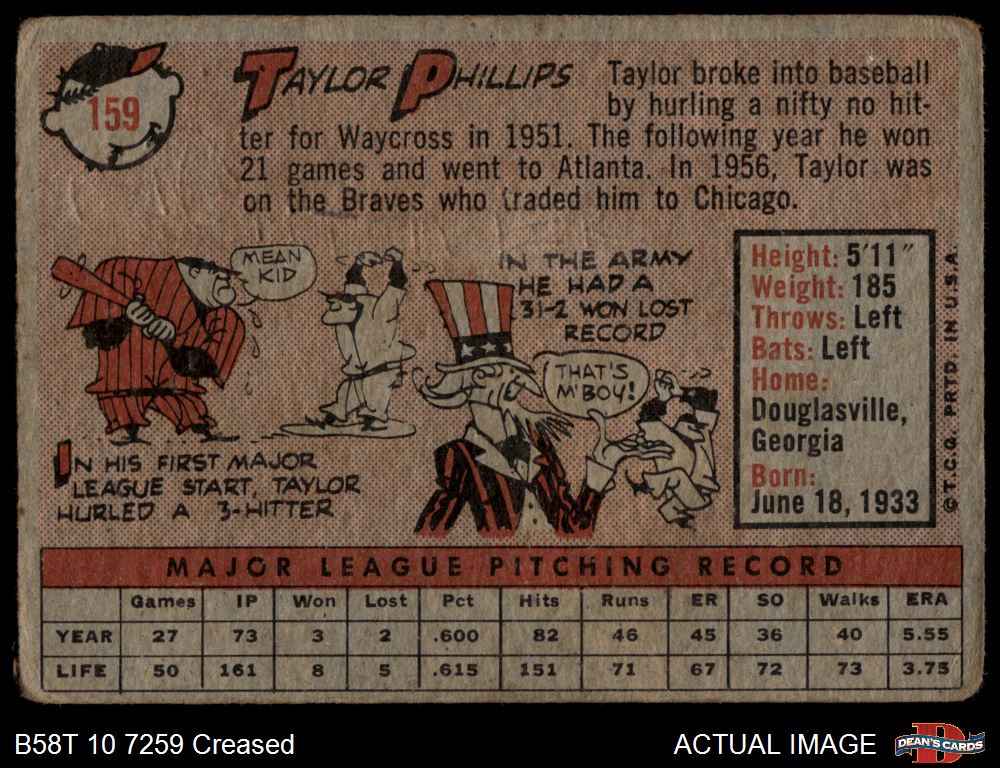 159
TAYLOR PHILLIPS
Taylor broke into baseball
by hurling a nifty no hit-
ter for Waycross in 1951. The following year he won
21 games and went to Atlanta. In 1956, Taylor was
on the Braves who traded him to Chicago.
MEAN
KID
IN HIS FIRST MAJOR
LEAGUE START, TAYLOR
HURLED A 3-HITTER
IN THE ARMY
HE HAD A
31-2 WON LOST
RECORD
THAT'S
M'BOY!
Height: 5'11"
Weight: 185
Throws: Left
Bats: Left
Home:
Douglasville,
Georgia
Born:
June 18, 1933
©T.C.G. PRTD. IN U.S.A.
MAJOR LEAGUE PITCHING RECORD
Games IP Won Lost Pct Hits Runs ER SO Walks ERA
YEAR 27 73 3 2 .600 82 46 45 36 40 5.55
LIFE 50 161 8 5 .615 151 71 67 72 73 3.75
B58T 10 7259 Creased
ACTUAL IMAGE
D
DEAN'S CARDS